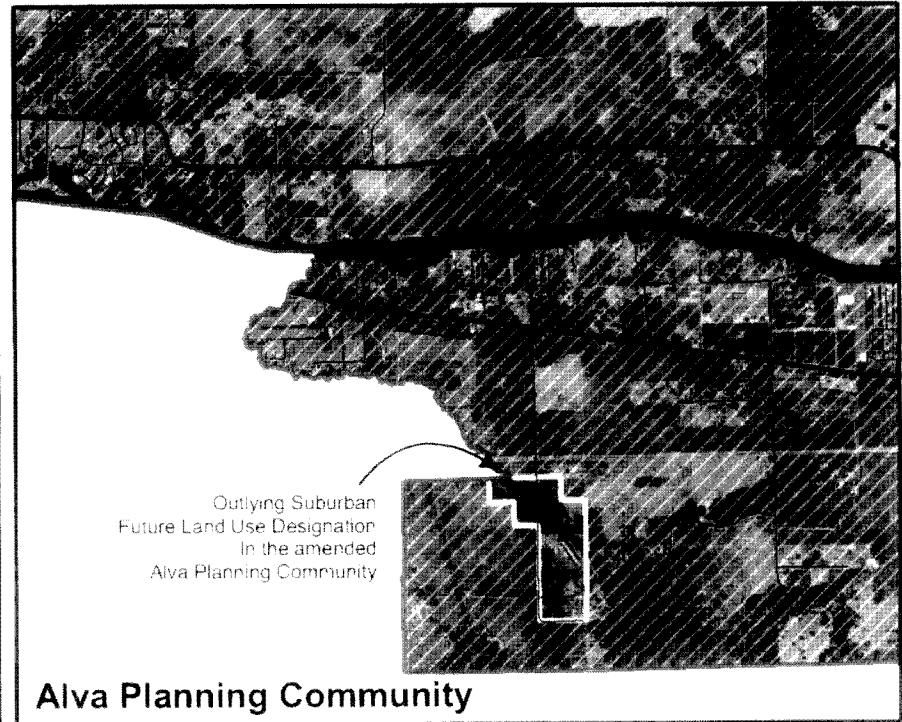 Outlying Suburban
Future Land Use Designation
In the amended
Alva Planning Community
Alva Planning Community